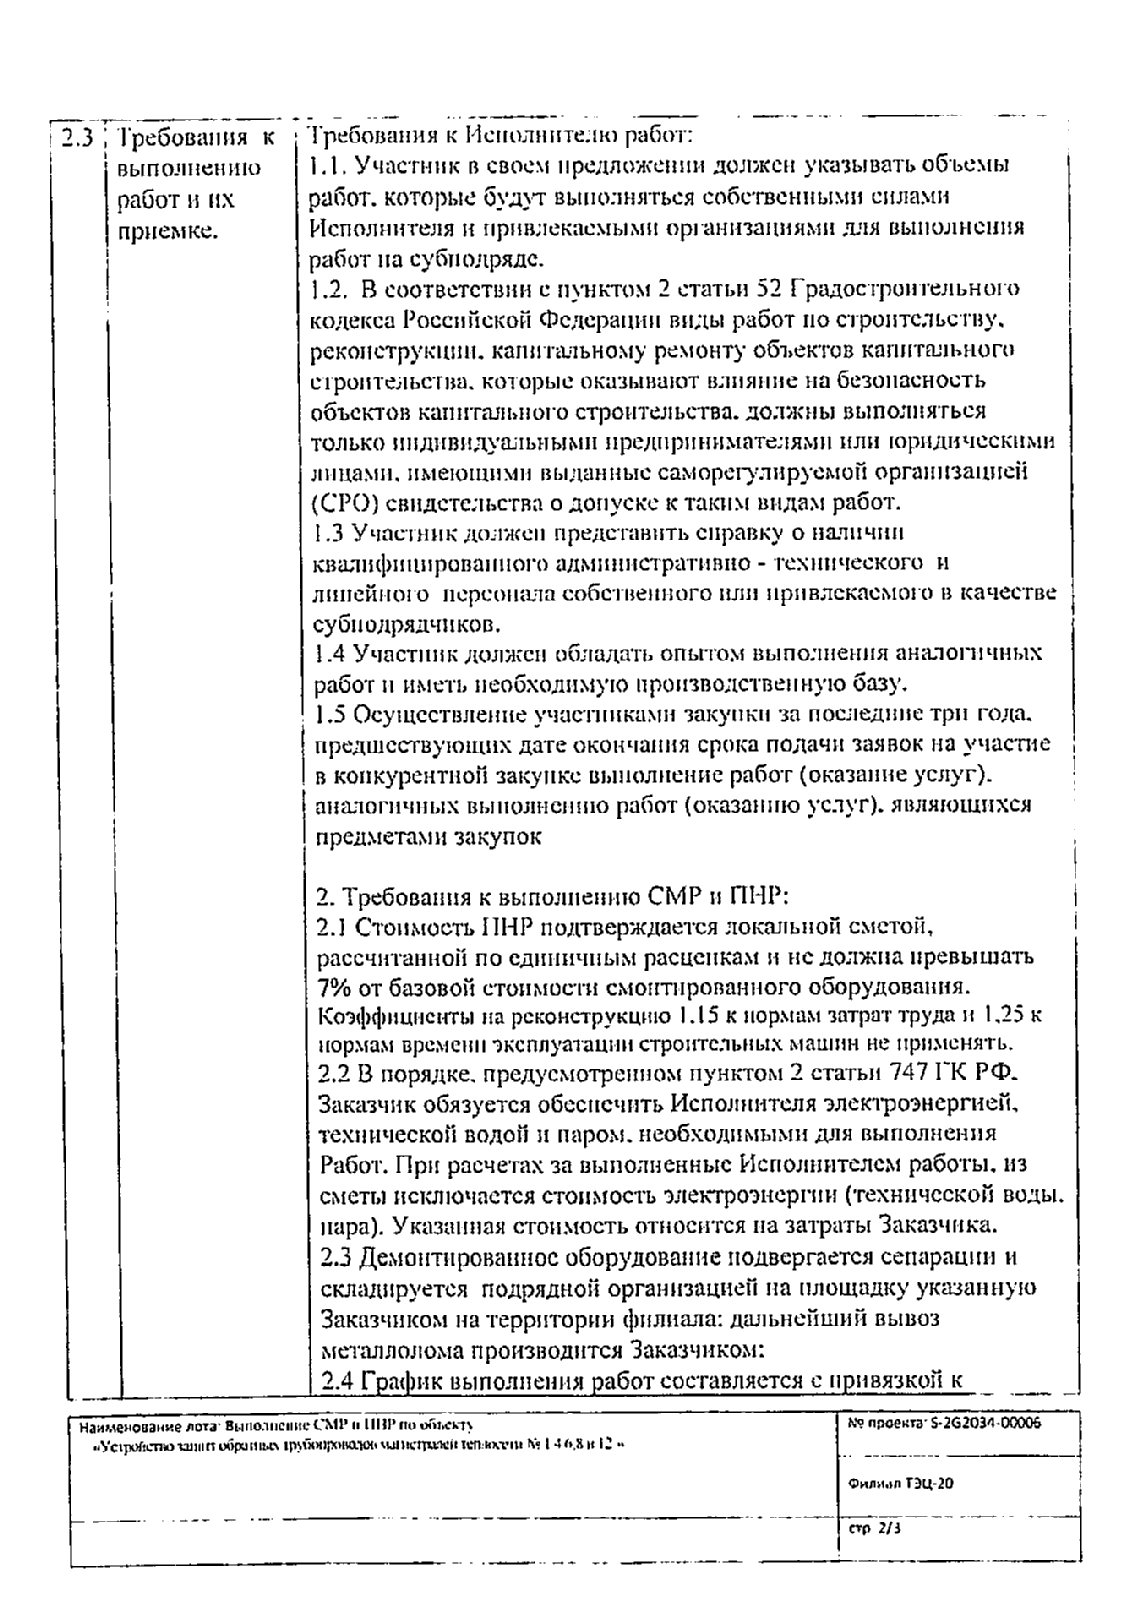 2.3
Требования к
выполнению
работ и их
приемке.
Требования к Исполнителю работ:
1.1. Участник в своем предложении должен указывать объемы
работ, которые будут выполняться собственными силами
Исполнителя и привлекаемыми организациями для выполнения
работ на субподряде.
1.2. В соответствии с пунктом 2 статьи 52 Градостроительного
кодекса Российской Федерации виды работ по строительству,
реконструкции, капитальному ремонту объектов капитального
строительства, которые оказывают влияние на безопасность
объектов капитального строительства, должны выполняться
только индивидуальными предпринимателями или юридическими
лицами, имеющими выданные саморегулируемой организацией
(СРО) свидетельства о допуске к таким видам работ.
1.3 Участник должен представить справку о наличии
квалифицированного административно - технического и
линейного персонала собственного или привлекаемого в качестве
субподрядчиков.
1.4 Участник должен обладать опытом выполнения аналогичных
работ и иметь необходимую производственную базу.
1.5 Осуществление участниками закупки за последние три года,
предшествующих дате окончания срока подачи заявок на участие
в конкурентной закупке выполнение работ (оказание услуг),
аналогичных выполнению работ (оказанию услуг), являющихся
предметами закупок
2. Требования к выполнению СМР и ПНР:
2.1 Стоимость ПНР подтверждается локальной сметой,
рассчитанной по единичным расценкам и не должна превышать
7% от базовой стоимости смонтированного оборудования.
Коэффициенты на реконструкцию 1.15 к нормам затрат труда и 1,25 к
нормам времени эксплуатации строительных машин не применять.
2.2 В порядке, предусмотренном пунктом 2 статьи 747 ГК РФ,
Заказчик обязуется обеспечить Исполнителя электроэнергией,
технической водой и паром, необходимыми для выполнения
Работ. При расчетах за выполненные Исполнителем работы, из
сметы исключается стоимость электроэнергии (технической воды,
пара). Указанная стоимость относится на затраты Заказчика.
2.3 Демонтированное оборудование подвергается сепарации и
складируется подрядной организацией на площадку указанную
Заказчиком на территории филиала; дальнейший вывоз
металлолома производится Заказчиком;
2.4 График выполнения работ составляется с привязкой к
Наименование лота: Выполнение СМР и ПНР по объекту
«Устройство защит обратных трубопроводов магистралей теплосети № 1 4 6,8 и 12 »
№ проекта: S-2G2034-00006
Филиал ТЭЦ-20
стр 2/3